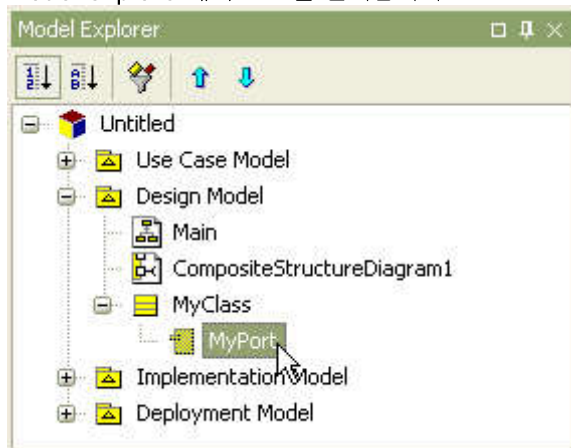 Model Explorer
Untitled
Use Case Model
Design Model
Main
CompositeStructureDiagram1
MyClass
MyPort
Implementation Model
Deployment Model